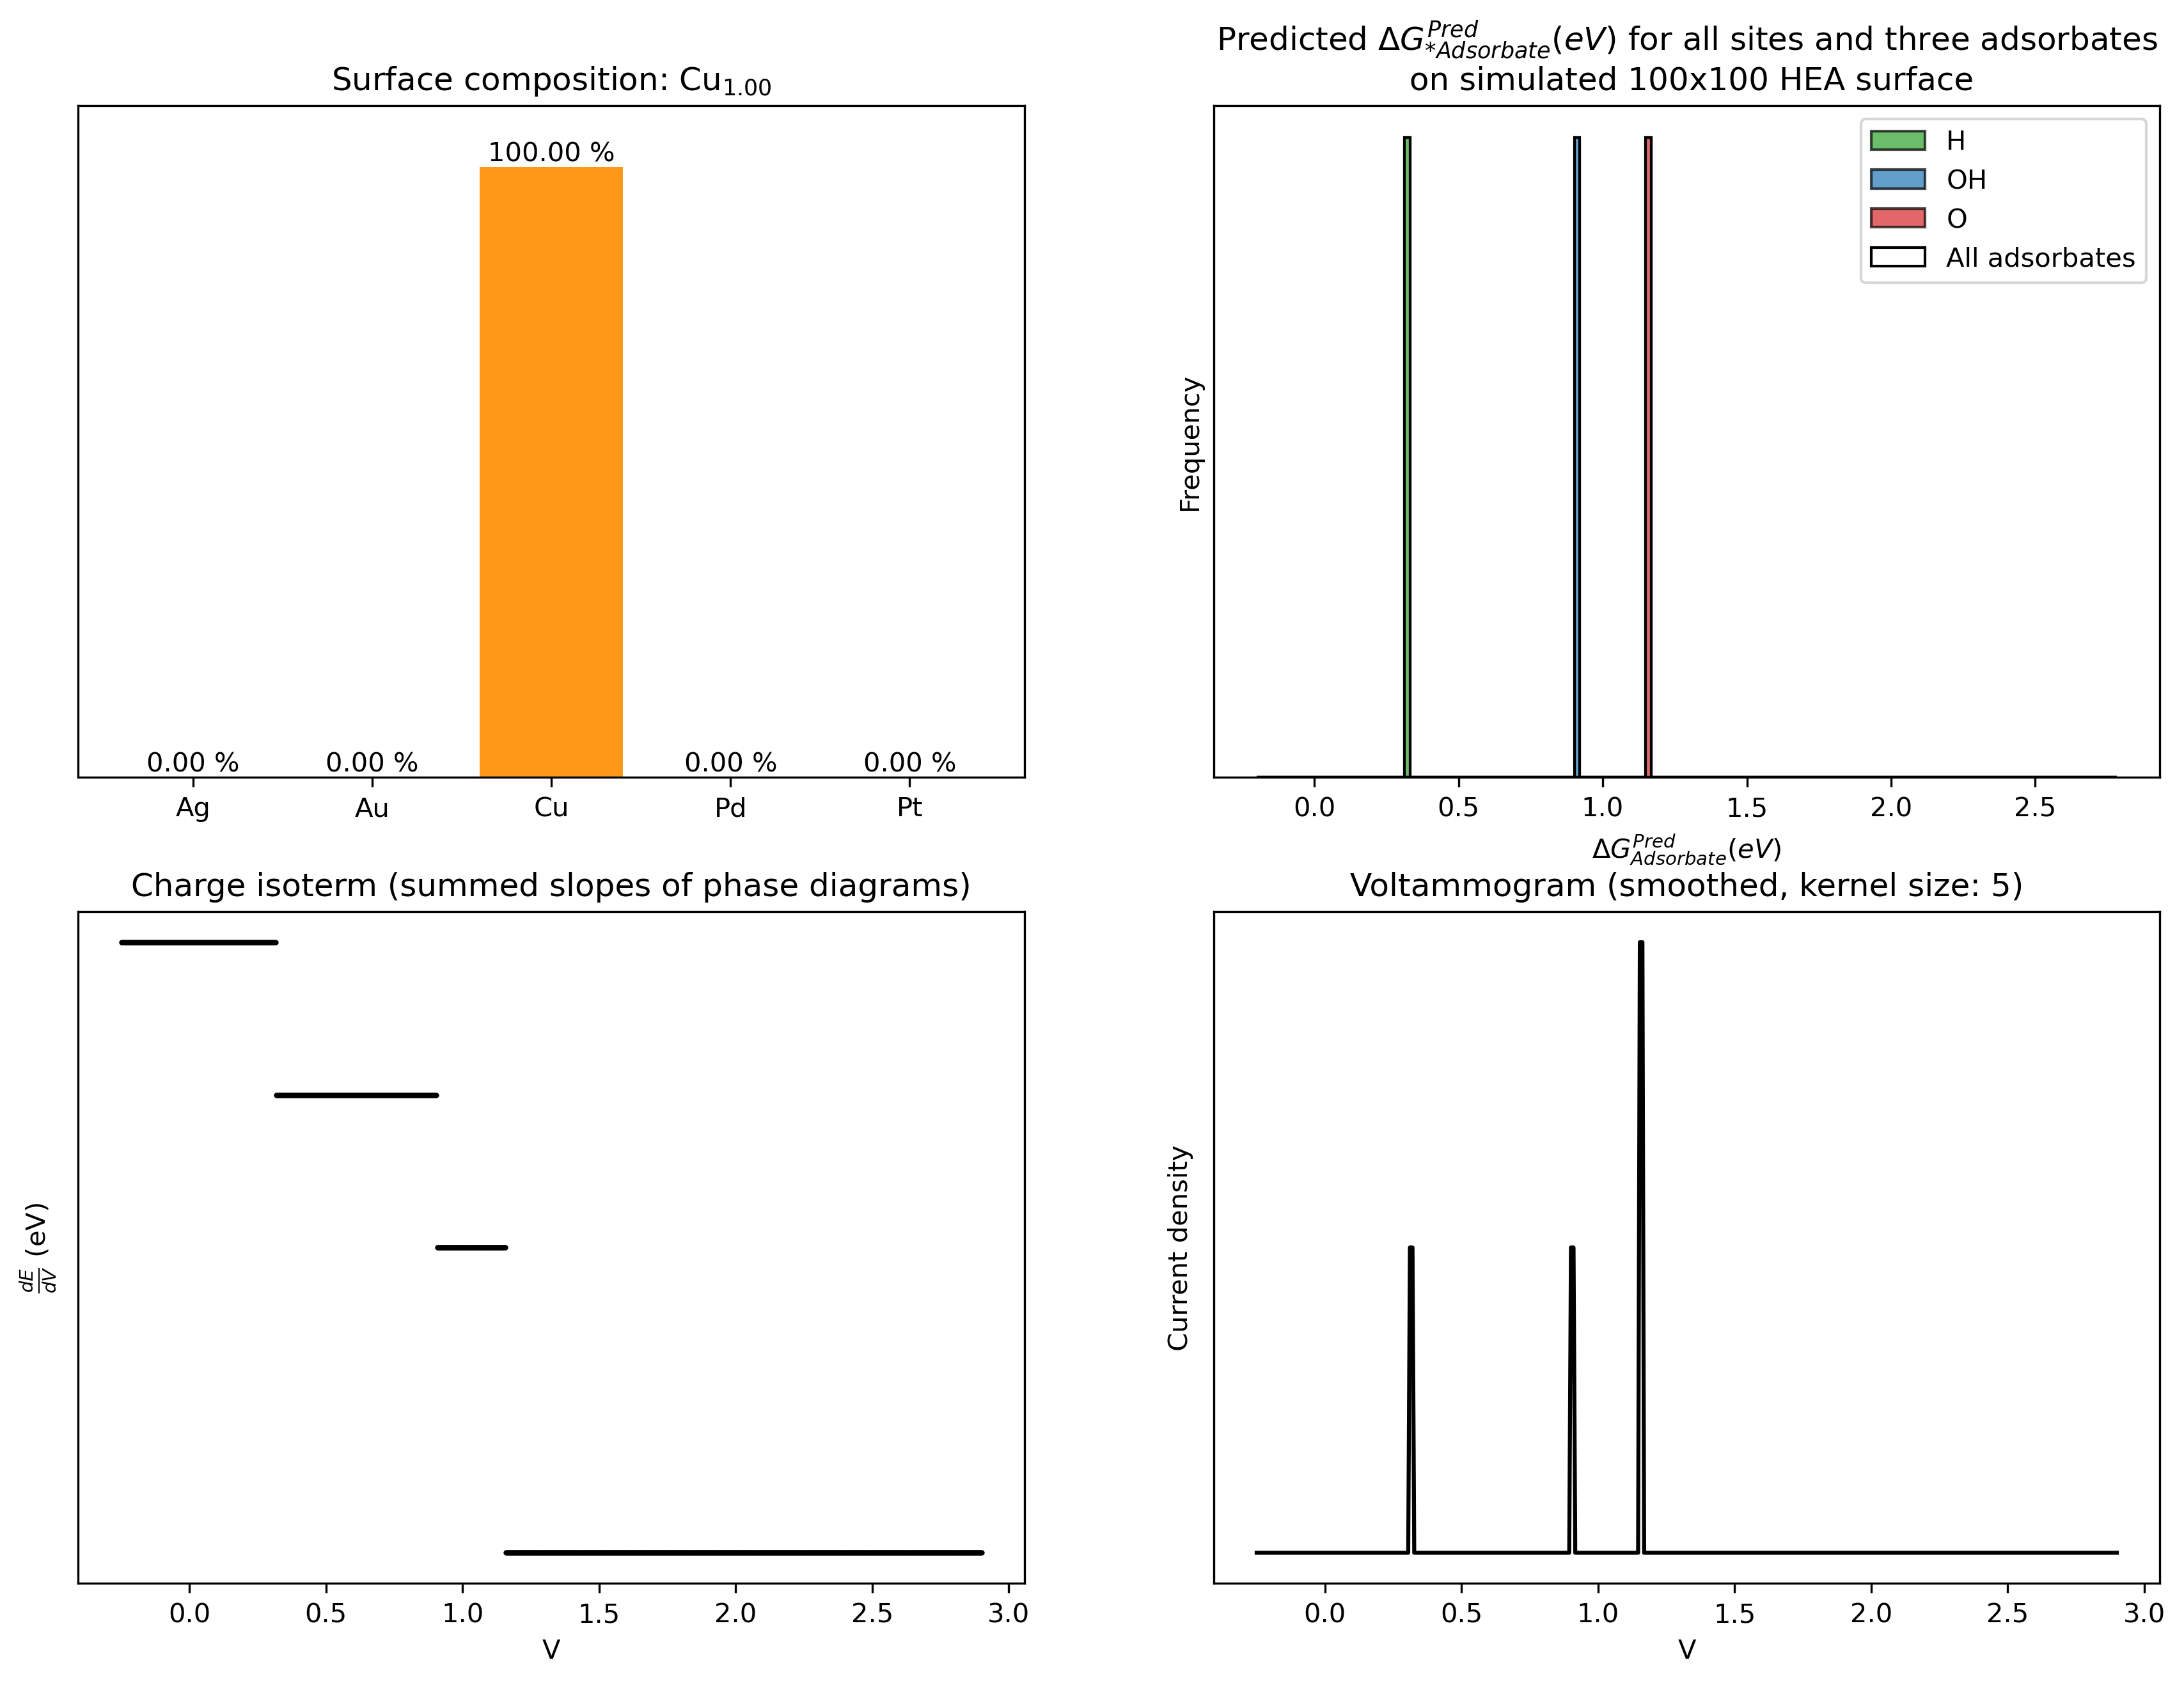 Surface composition: Cu1.00
100.00 %
0.00 % 0.00 % 0.00 % 0.00 %
Ag Au Cu Pd Pt
Predicted ΔG^{Pred}_{*Adsorbate}(eV) for all sites and three adsorbates
on simulated 100x100 HEA surface
H
OH
O
All adsorbates
Frequency
0.0 0.5 1.0 1.5 2.0 2.5
ΔG^{Pred}_{Adsorbate}(eV)
Charge isoterm (summed slopes of phase diagrams)
dE/dV (eV)
0.0 0.5 1.0 1.5 2.0 2.5 3.0
V
Voltammogram (smoothed, kernel size: 5)
Current density
0.0 0.5 1.0 1.5 2.0 2.5 3.0
V